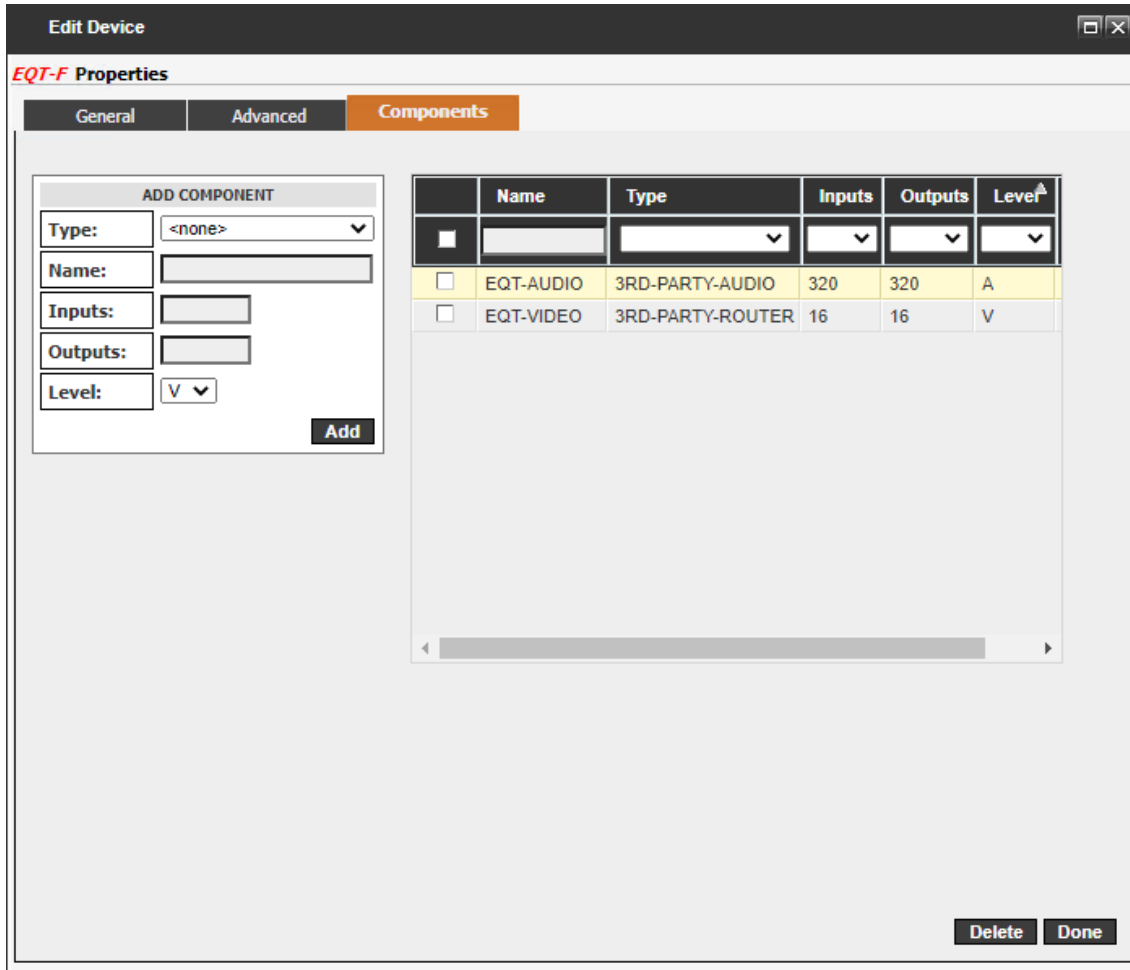 Edit Device
EQT-F Properties
General Advanced Components
ADD COMPONENT
Type: <none>
Name:
Inputs:
Outputs:
Level: V
Add
Name Type Inputs Outputs Level
EQT-AUDIO 3RD-PARTY-AUDIO 320 320 A
EQT-VIDEO 3RD-PARTY-ROUTER 16 16 V
Delete Done